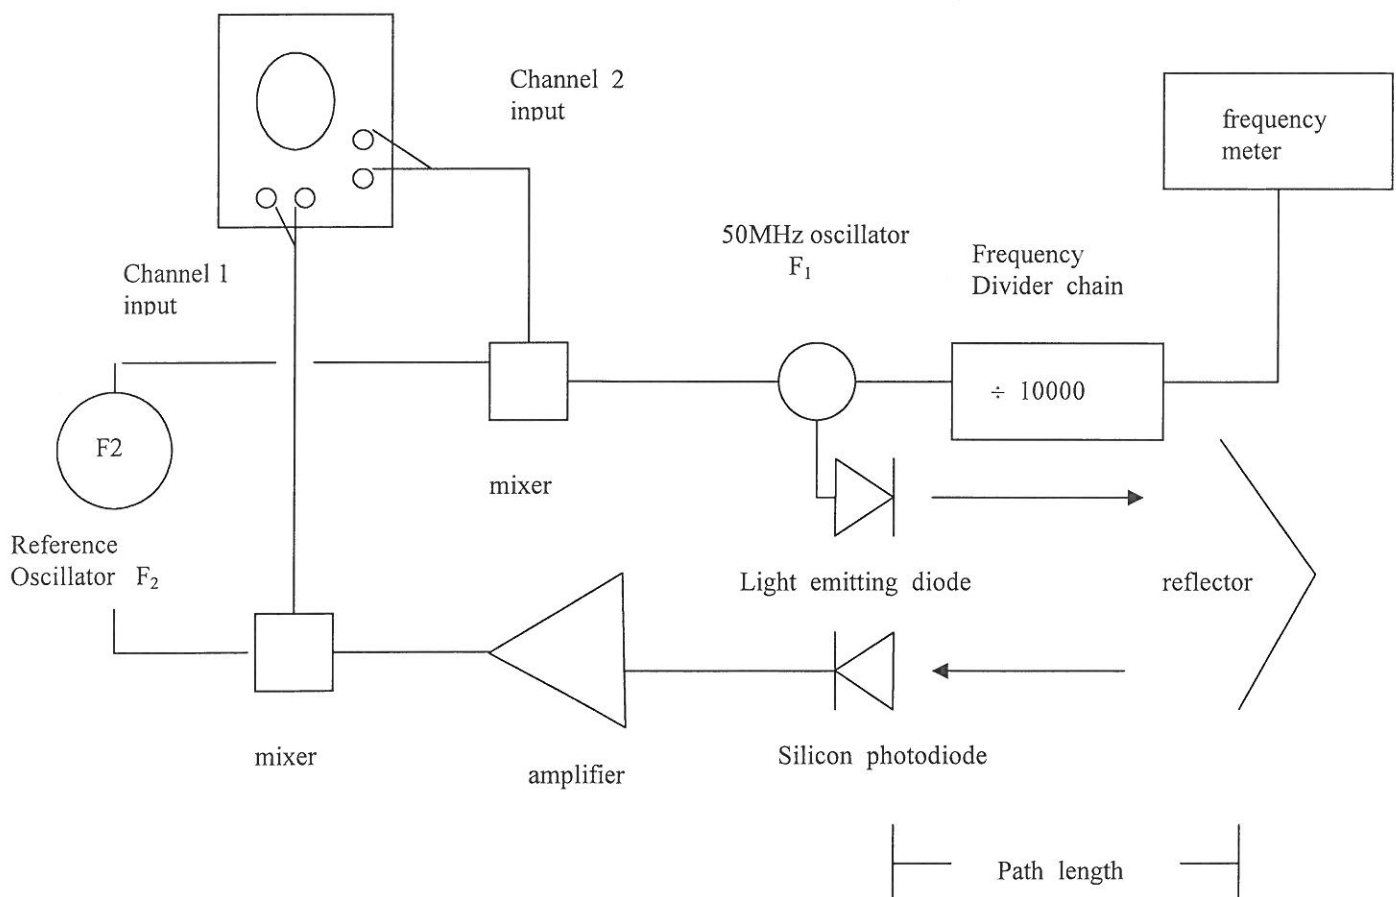 Channel 2
input
frequency
meter
50MHz oscillator
F₁
Frequency
Divider chain
Channel 1
input
÷ 10000
F2
mixer
Reference
Oscillator F₂
Light emitting diode
reflector
mixer
amplifier
Silicon photodiode
Path length